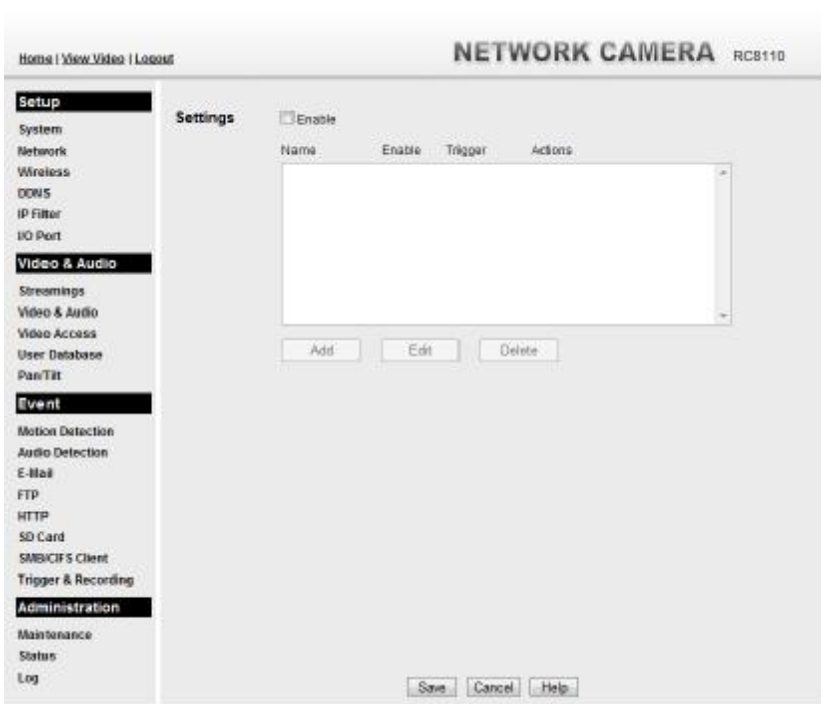 Home | View Video | Logout
NETWORK CAMERA RC8110
Setup
System
Network
Wireless
DDNS
IP Filter
I/O Port
Video & Audio
Streamings
Video & Audio
Video Access
User Database
Pan/Tilt
Event
Motion Detection
Audio Detection
E-Mail
FTP
HTTP
SD Card
SMB/CIFS Client
Trigger & Recording
Administration
Maintenance
Status
Log
Settings
Enable
Name Enable Trigger Actions
Add Edit Delete
Save Cancel Help